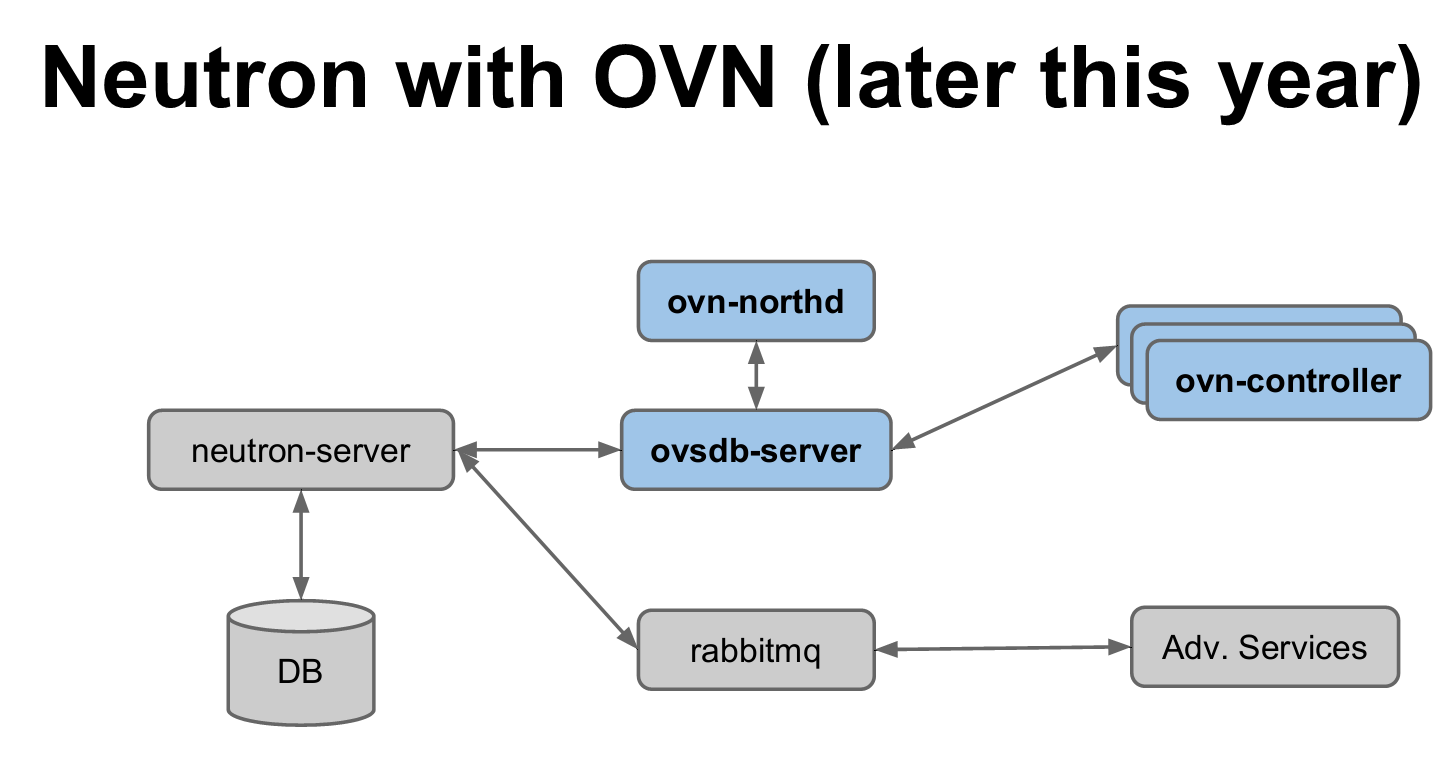 Neutron with OVN (later this year)
ovn-northd
ovn-controller
neutron-server
ovsdb-server
DB
rabbitmq
Adv. Services